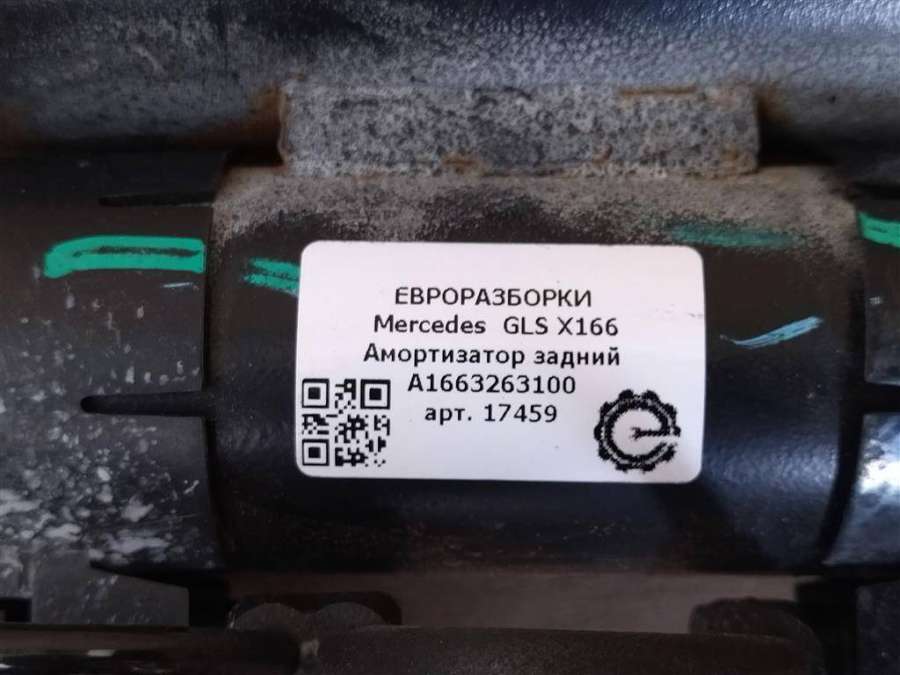 ЕВРОРАЗБОРКИ
Mercedes GLS X166
Амортизатор задний
A1663263100
арт. 17459